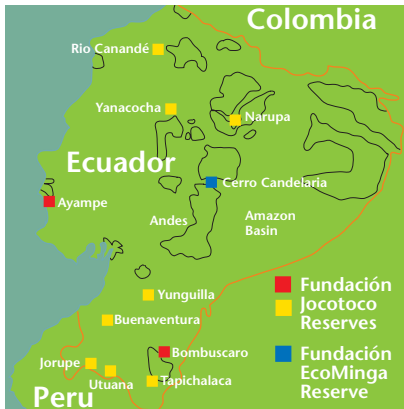 Colombia
Rio Canandé
Yanacocha
Narupa
Ecuador
Cerro Candelaria
Ayampe
Andes
Amazon
Basin
Yunguilla
Buenaventura
Bombuscaro
Jorupe
Utuana
Tapichalaca
Peru
Fundación
Jocotoco
Reserves
Fundación
EcoMinga
Reserve